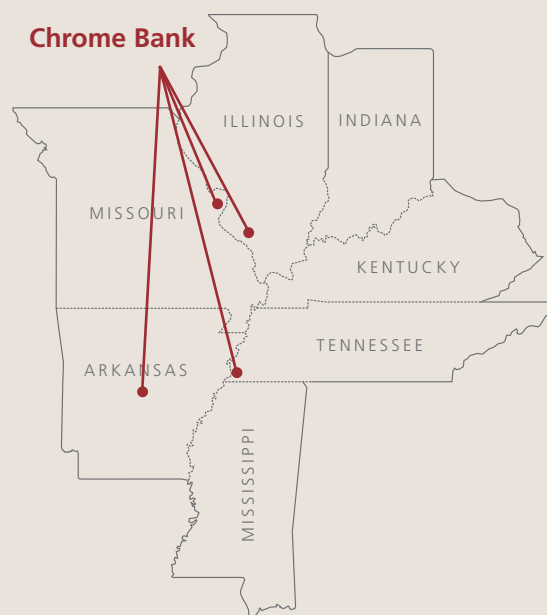 Chrome Bank
ILLINOIS
INDIANA
MISSOURI
KENTUCKY
TENNESSEE
ARKANSAS
MISSISSIPPI